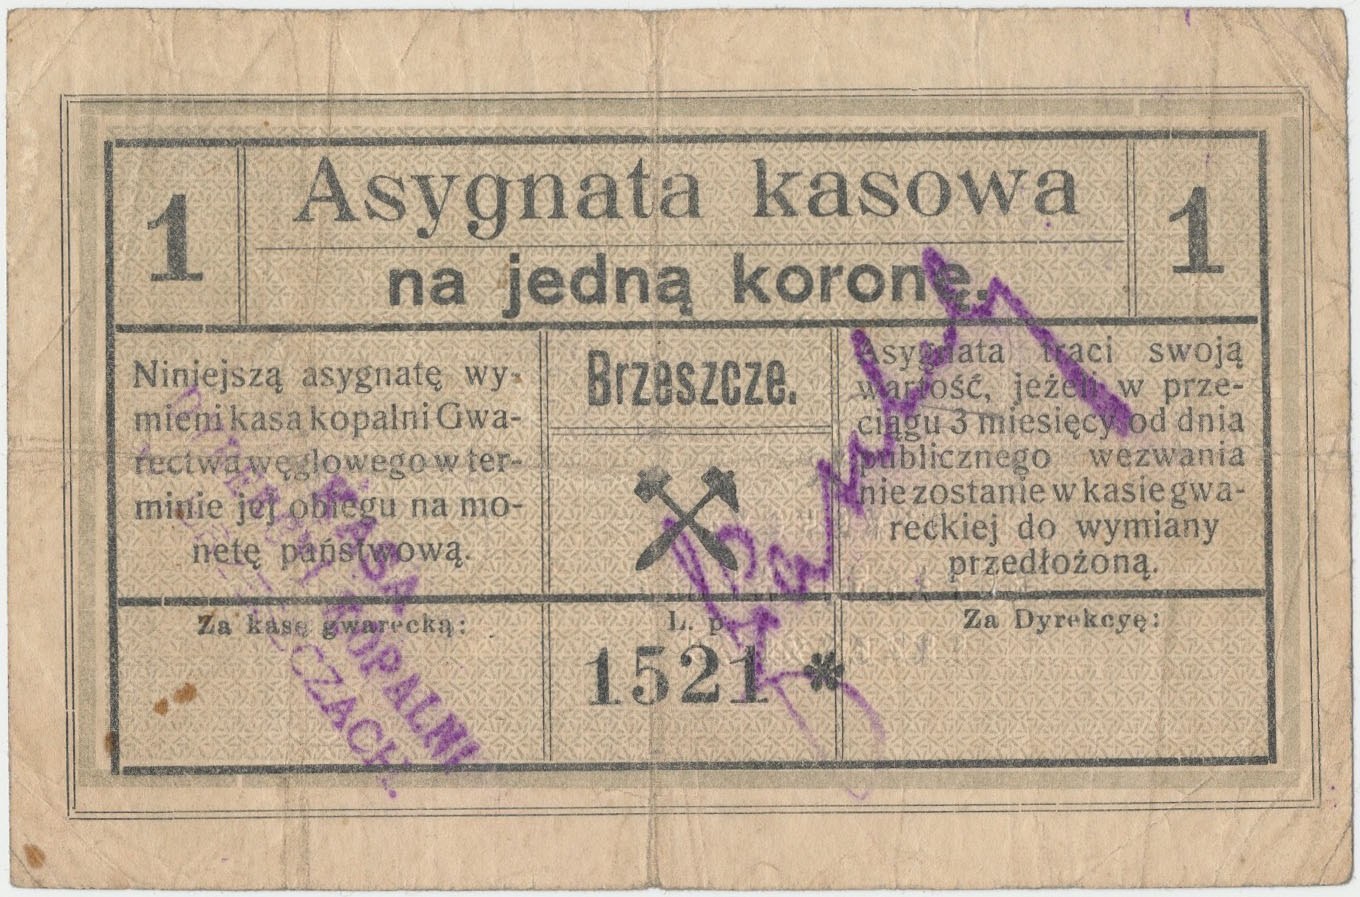 1
Asygnata kasowa
1
na jedną koronę.
Niniejszą asygnatę wy-
mieni kasa kopalni Gwa-
rectwa węglowego w ter-
minie jej obiegu na mo-
netę państwową.
Brzeszcze.
Asygnata traci swoją
wartość, jeżeli w prze-
ciągu 3 miesięcy od dnia
publicznego wezwania
nie zostanie w kasie gwa-
reckiej do wymiany
przedłożoną.
Za kasę gwarecką:
L. p.
1521 *
Za Dyrekcyę:
KASA
KOPALNI